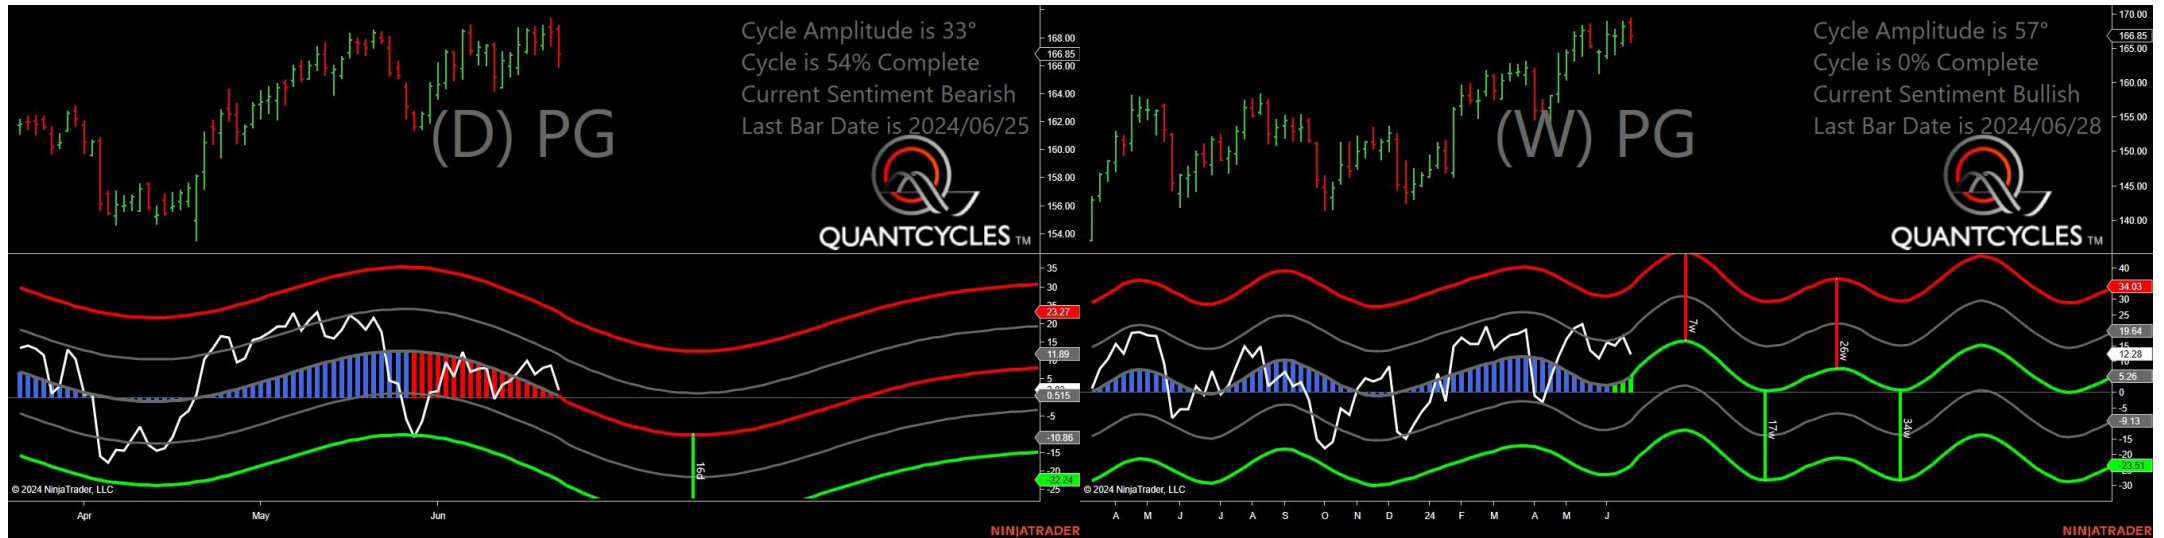 Cycle Amplitude is 33°
Cycle is 54% Complete
Current Sentiment Bearish
Last Bar Date is 2024/06/25
(D) PG
QUANTCYCLES TM
168.00
166.85
166.00
164.00
162.00
160.00
158.00
156.00
154.00
35
30
23.27
20
15
11.89
5
0.515
-5
-10.86
-15
-22.24
-25
16d
© 2024 NinjaTrader, LLC
Apr May Jun
NINJATRADER
Cycle Amplitude is 57°
Cycle is 0% Complete
Current Sentiment Bullish
Last Bar Date is 2024/06/28
(W) PG
QUANTCYCLES TM
170.00
166.85
165.00
160.00
155.00
150.00
145.00
140.00
40
34.03
30
25
19.64
12.28
5.26
0
-5
-9.13
-15
-20
-23.51
-30
7w
26w
17w
34w
© 2024 NinjaTrader, LLC
A M J J A S O N D 24 F M A M J
NINJATRADER